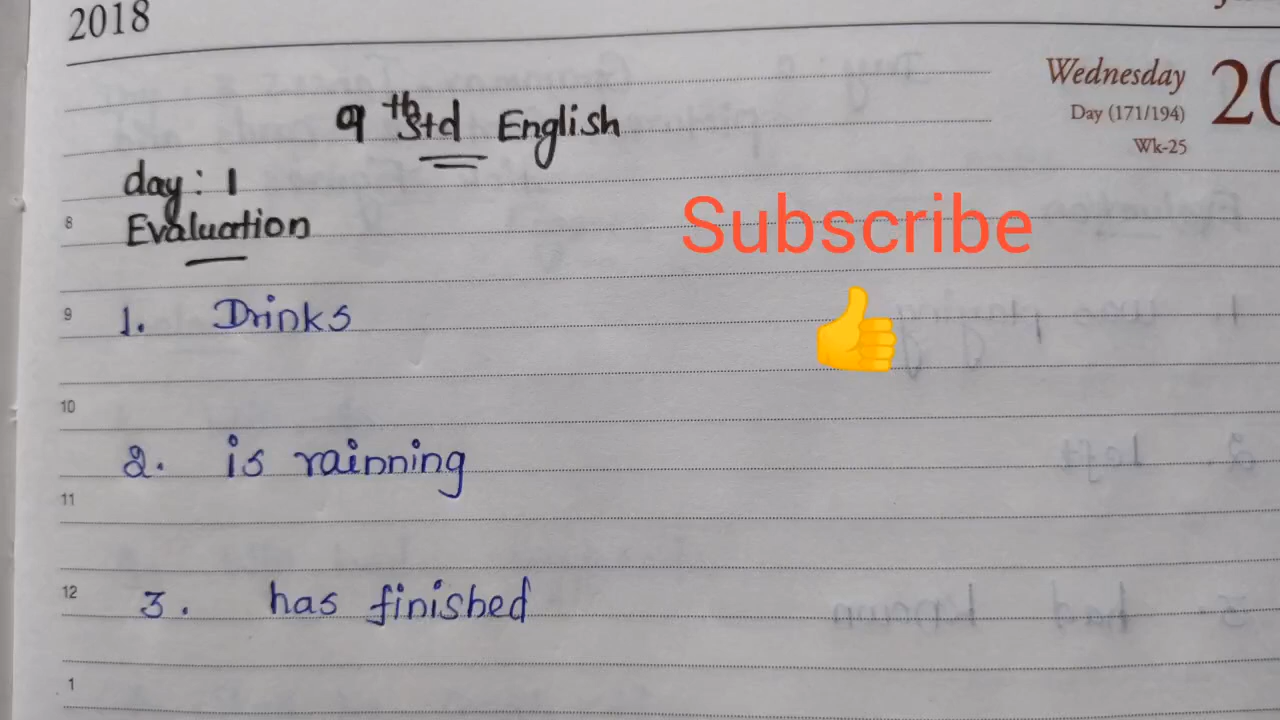 2018
Wednesday 20
Day (171/194)
Wk-25
9th Std English
day: 1
8
Evaluation
Subscribe
9
1. Drinks
10
2. is rainning
11
12
3. has finished
1